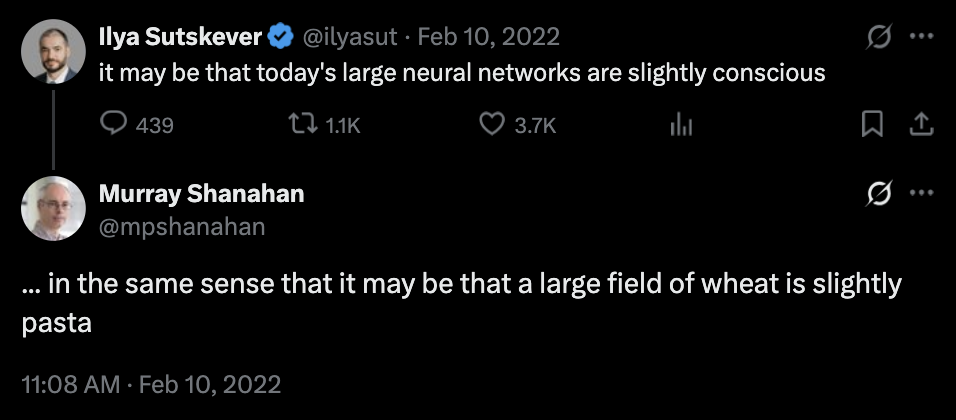 Ilya Sutskever @ilyasut · Feb 10, 2022
it may be that today's large neural networks are slightly conscious
439 1.1K 3.7K
Murray Shanahan
@mpshanahan
... in the same sense that it may be that a large field of wheat is slightly
pasta
11:08 AM · Feb 10, 2022